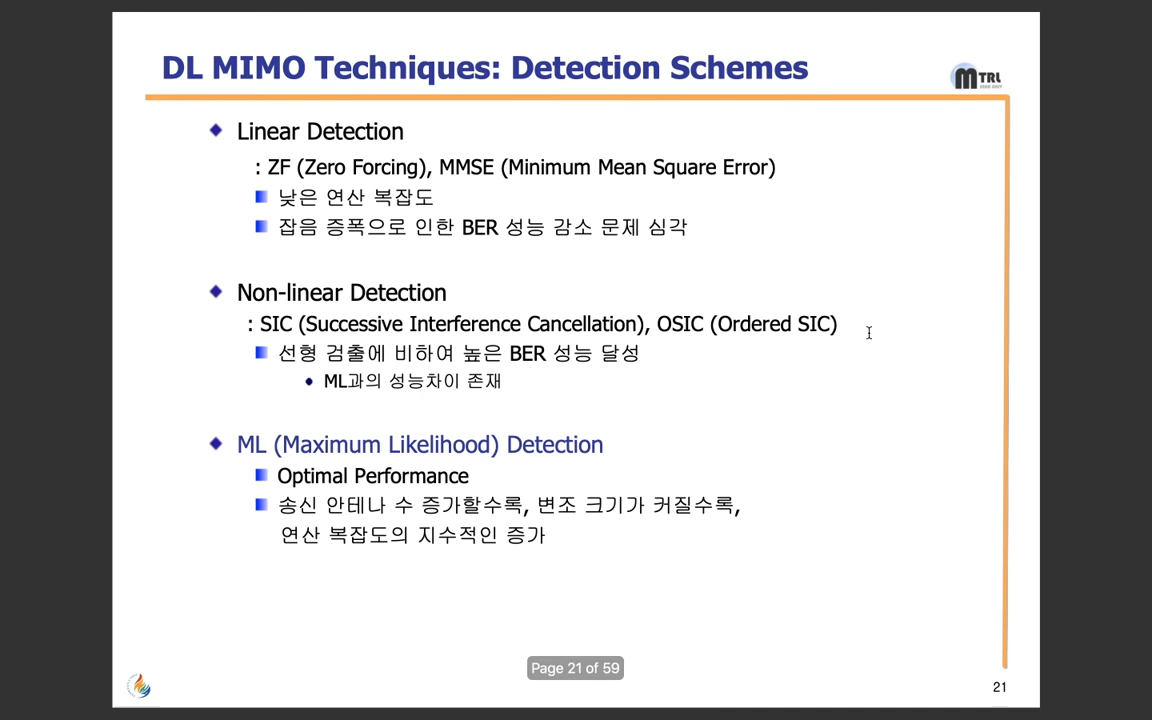 DL MIMO Techniques: Detection Schemes
TRL
Linear Detection
: ZF (Zero Forcing), MMSE (Minimum Mean Square Error)
낮은 연산 복잡도
잡음 증폭으로 인한 BER 성능 감소 문제 심각
Non-linear Detection
: SIC (Successive Interference Cancellation), OSIC (Ordered SIC)
선형 검출에 비하여 높은 BER 성능 달성
ML과의 성능차이 존재
ML (Maximum Likelihood) Detection
Optimal Performance
송신 안테나 수 증가할수록, 변조 크기가 커질수록,
연산 복잡도의 지수적인 증가
Page 21 of 59
21